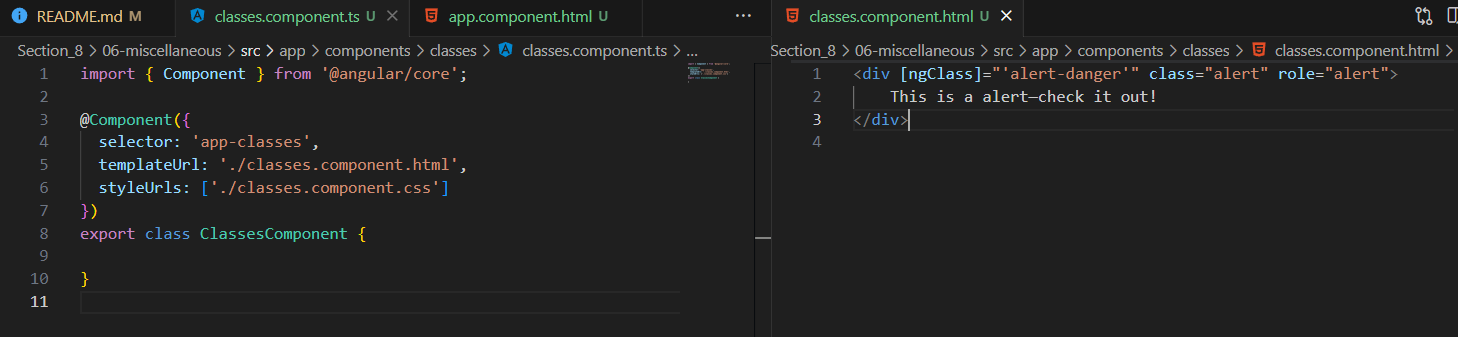 README.md M
classes.component.ts U
app.component.html U
...
Section_8 > 06-miscellaneous > src > app > components > classes > classes.component.ts > ...
1 import { Component } from '@angular/core';
2
3 @Component({
4 selector: 'app-classes',
5 templateUrl: './classes.component.html',
6 styleUrls: ['./classes.component.css']
7 })
8 export class ClassesComponent {
9
10 }
11
classes.component.html U
Section_8 > 06-miscellaneous > src > app > components > classes > classes.component.html >
1 <div [ngClass]="'alert-danger'" class="alert" role="alert">
2 This is a alert—check it out!
3 </div>
4